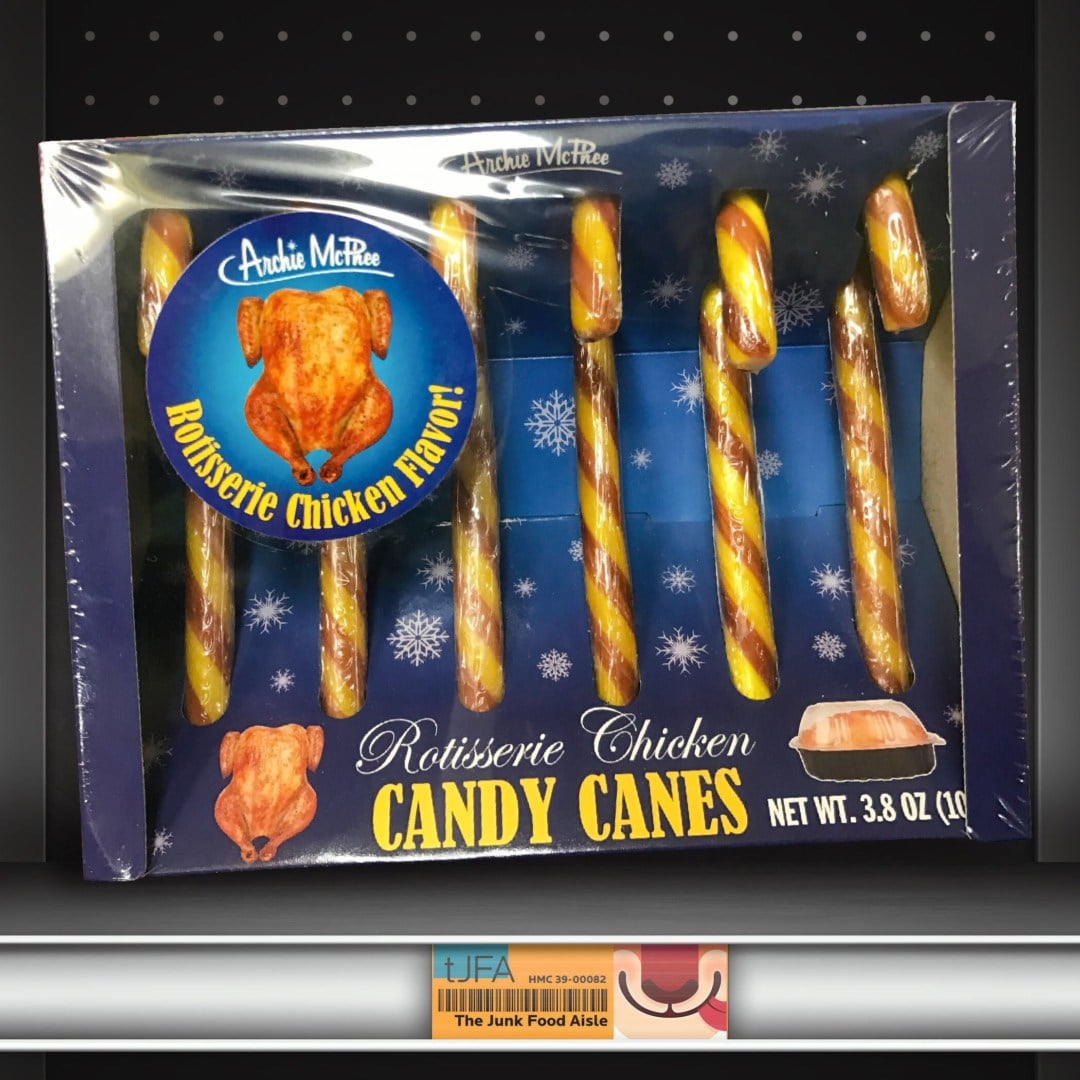 Archie McPhee
Archie McPhee
Rotisserie Chicken Flavor!
Rotisserie Chicken
CANDY CANES
NET WT. 3.8 OZ (10
tJFA
HMC 39-00082
The Junk Food Aisle